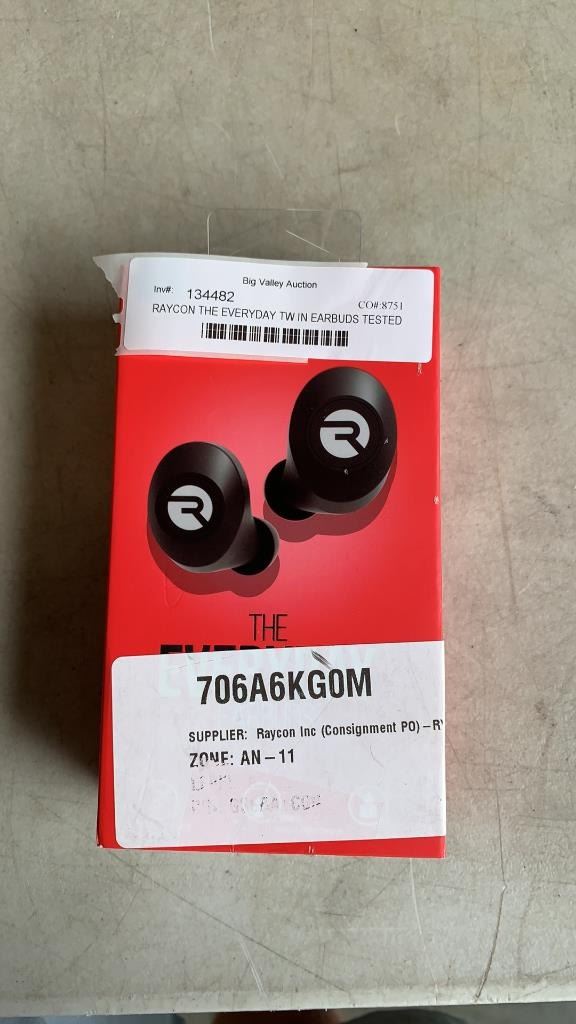 Big Valley Auction
Inv#: 134482
CO#:8751
RAYCON THE EVERYDAY TW IN EARBUDS TESTED
THE
706A6KG0M
SUPPLIER: Raycon Inc (Consignment PO) – R
ZONE: AN – 11